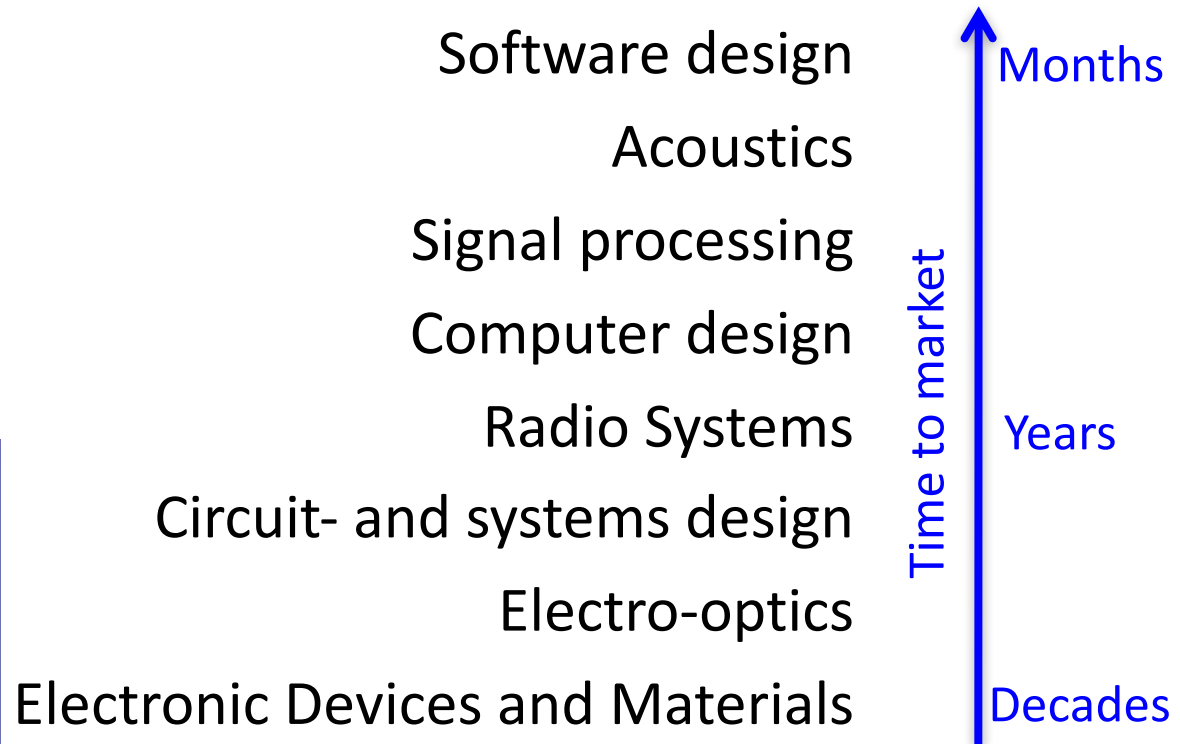 Software design
Months
Acoustics
Signal processing
Computer design
Time to market
Radio Systems
Years
Circuit- and systems design
Electro-optics
Electronic Devices and Materials
Decades